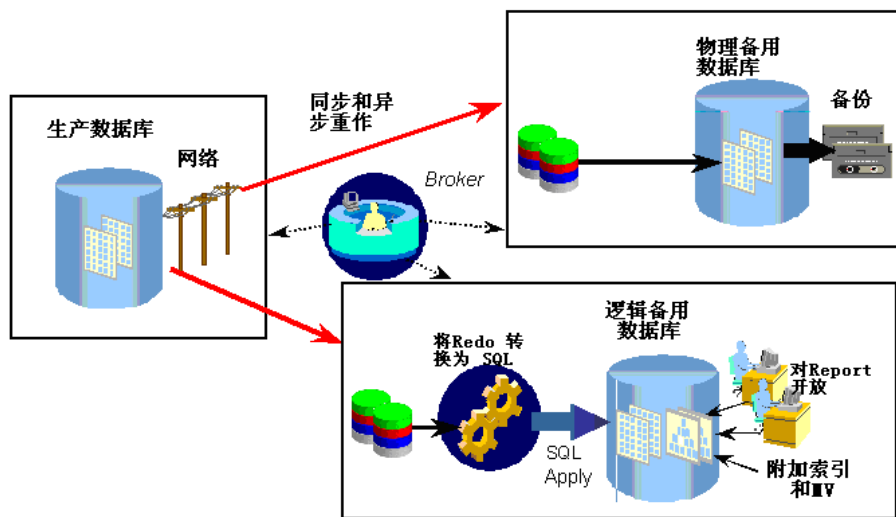 物理备用
数据库
备份
同步和异
步重作
生产数据库
网络
Broker
逻辑备用
数据库
将Redo 转
换为 SQL
对Report
开放
SQL
Apply
附加索引
和MV